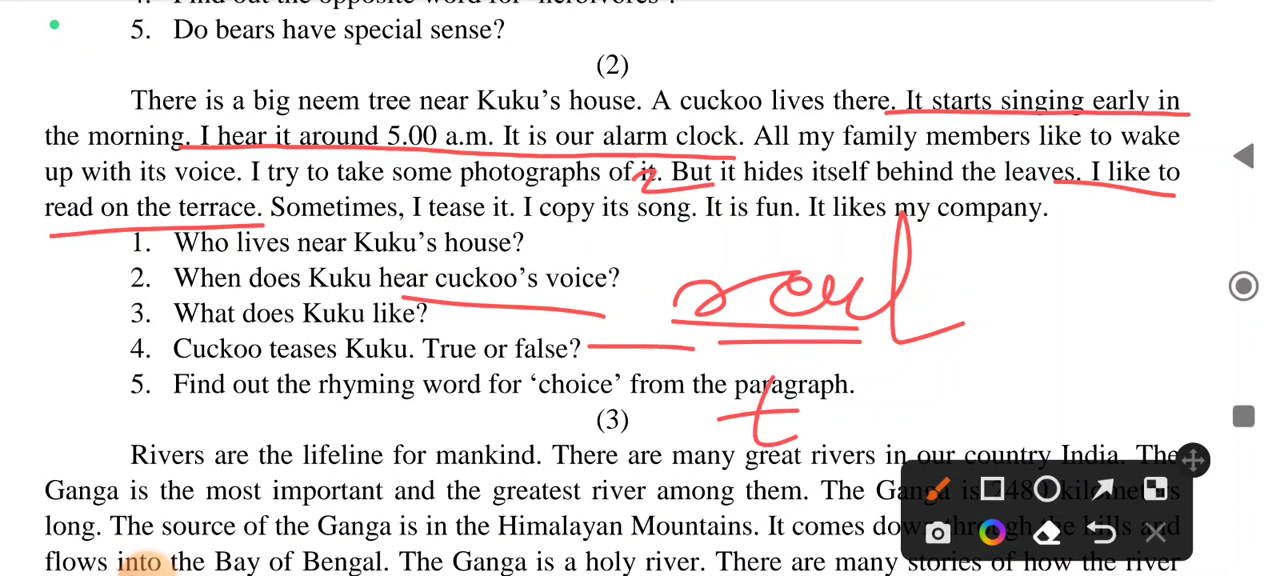 5. Do bears have special sense?
(2)
There is a big neem tree near Kuku's house. A cuckoo lives there. It starts singing early in
the morning. I hear it around 5.00 a.m. It is our alarm clock. All my family members like to wake
up with its voice. I try to take some photographs of it. But it hides itself behind the leaves. I like to
read on the terrace. Sometimes, I tease it. I copy its song. It is fun. It likes my company.
1. Who lives near Kuku's house?
2. When does Kuku hear cuckoo's voice?
3. What does Kuku like?
4. Cuckoo teases Kuku. True or false?
5. Find out the rhyming word for 'choice' from the paragraph.
(3)
Rivers are the lifeline for mankind. There are many great rivers in our country India. The
Ganga is the most important and the greatest river among them. The Ganga is
long. The source of the Ganga is in the Himalayan Mountains. It comes
flows into the Bay of Bengal. The Ganga is a holy river. There are many stories of how the river